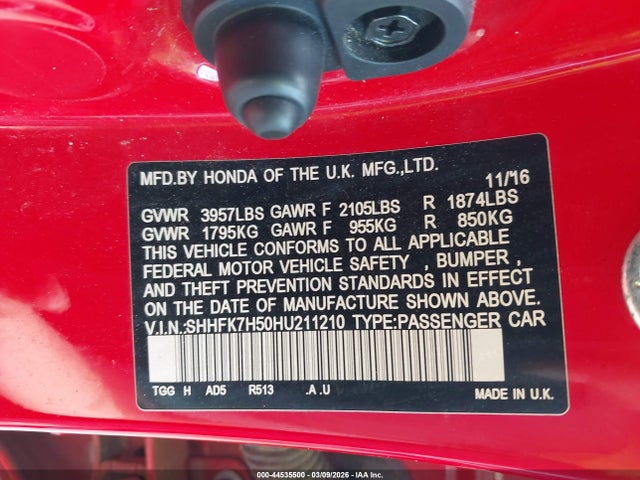 MFD.BY HONDA OF THE U.K. MFG.,LTD. 11/16
GVWR 3957LBS GAWR F 2105LBS R 1874LBS
GVWR 1795KG GAWR F 955KG R 850KG
THIS VEHICLE CONFORMS TO ALL APPLICABLE
FEDERAL MOTOR VEHICLE SAFETY , BUMPER ,
AND THEFT PREVENTION STANDARDS IN EFFECT
ON THE DATE OF MANUFACTURE SHOWN ABOVE.
V.I.N.:SHHFK7H50HU211210 TYPE:PASSENGER CAR
TGG H AD5 R513 .A .U MADE IN U.K.
000-44535500 - 03/09/2026 - IAA Inc.